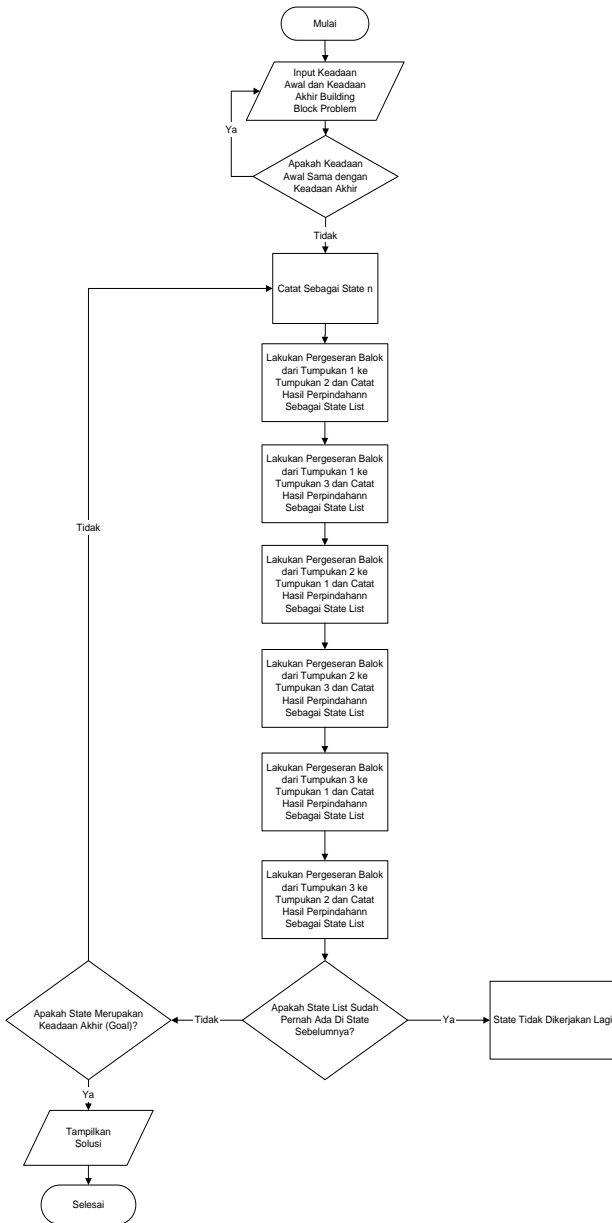 Mulai
Input Keadaan
Awal dan Keadaan
Akhir Building
Block Problem
Ya
Apakah Keadaan
Awal Sama dengan
Keadaan Akhir
Tidak
Catat Sebagai State n
Lakukan Pergeseran Balok
dari Tumpukan 1 ke
Tumpukan 2 dan Catat
Hasil Perpindahann
Sebagai State List
Lakukan Pergeseran Balok
dari Tumpukan 1 ke
Tumpukan 3 dan Catat
Hasil Perpindahann
Sebagai State List
Tidak
Lakukan Pergeseran Balok
dari Tumpukan 2 ke
Tumpukan 1 dan Catat
Hasil Perpindahann
Sebagai State List
Lakukan Pergeseran Balok
dari Tumpukan 2 ke
Tumpukan 3 dan Catat
Hasil Perpindahann
Sebagai State List
Lakukan Pergeseran Balok
dari Tumpukan 3 ke
Tumpukan 1 dan Catat
Hasil Perpindahann
Sebagai State List
Lakukan Pergeseran Balok
dari Tumpukan 3 ke
Tumpukan 2 dan Catat
Hasil Perpindahann
Sebagai State List
Apakah State Merupakan
Keadaan Akhir (Goal)?
Tidak
Apakah State List Sudah
Pernah Ada Di State
Sebelumnya?
Ya
State Tidak Dikerjakan Lagi
Ya
Tampilkan
Solusi
Selesai